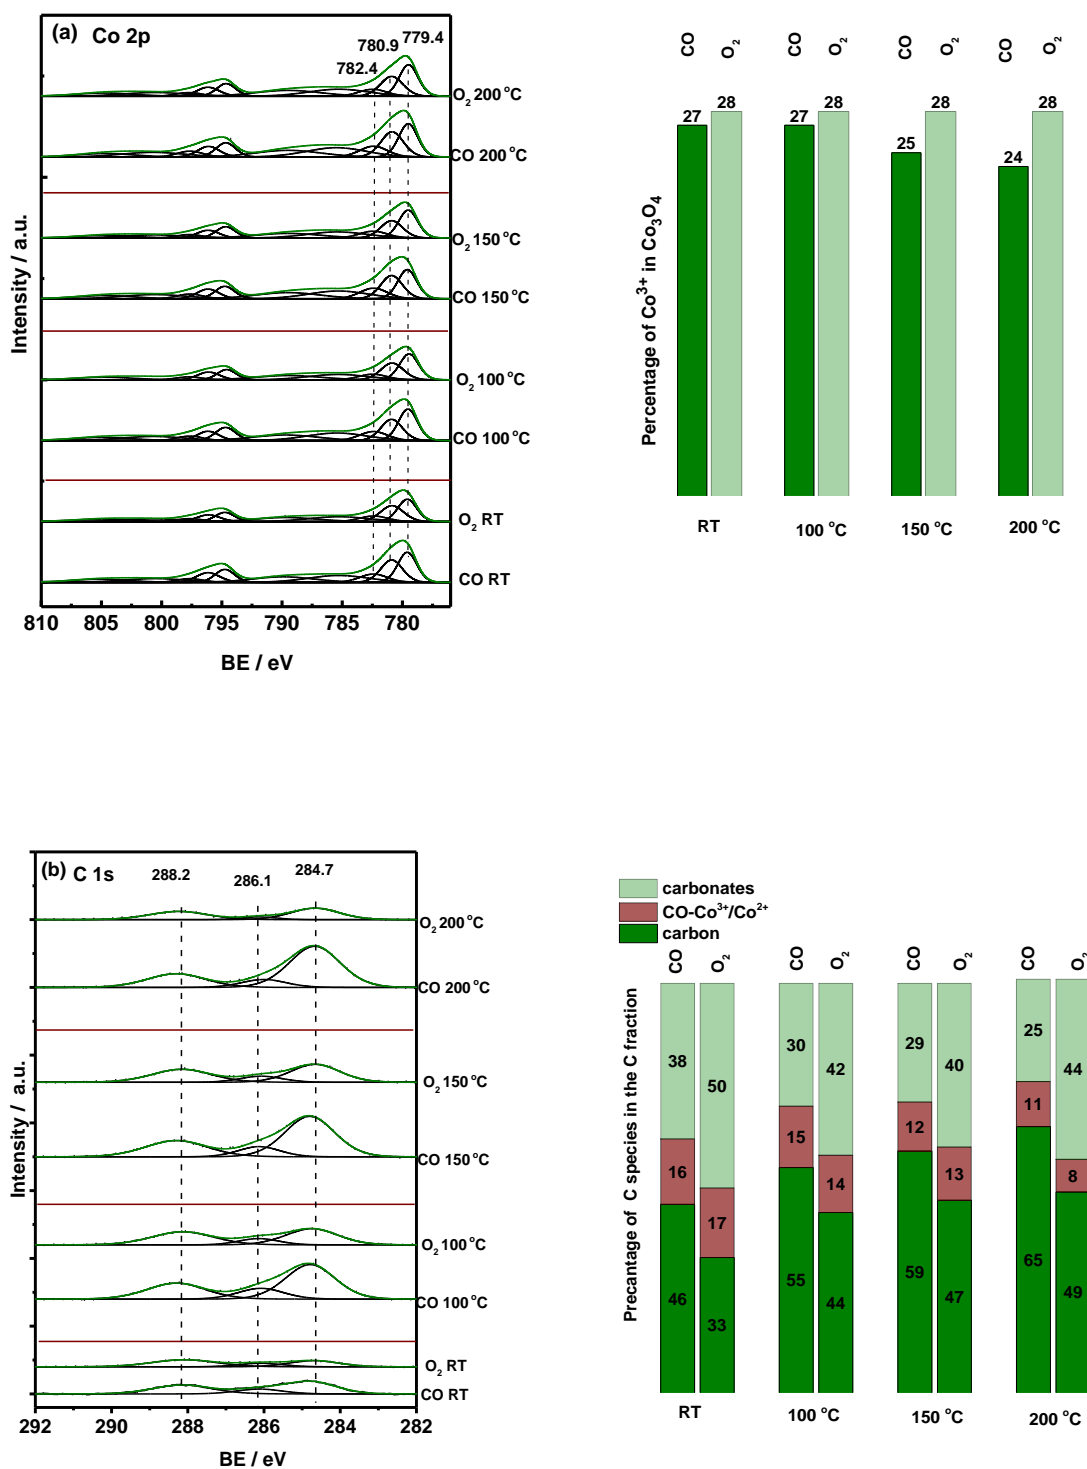 (a) Co 2p
779.4
780.9
782.4
O2 200 °C
CO 200 °C
O2 150 °C
CO 150 °C
O2 100 °C
CO 100 °C
O2 RT
CO RT
Intensity / a.u.
810 805 800 795 790 785 780
BE / eV
CO O2 CO O2 CO O2 CO O2
27 28 27 28 25 28 24 28
Percentage of Co3+ in Co3O4
RT 100 °C 150 °C 200 °C
(b) C 1s
288.2 286.1 284.7
O2 200 °C
CO 200 °C
O2 150 °C
CO 150 °C
O2 100 °C
CO 100 °C
O2 RT
CO RT
Intensity / a.u.
292 290 288 286 284 282
BE / eV
carbonates
CO-Co3+/Co2+
carbon
CO O2 CO O2 CO O2 CO O2
38 50 30 42 29 40 25 44
16 17 15 14 12 13 11 8
46 33 55 44 59 47 65 49
Precantage of C species in the C fraction
RT 100 °C 150 °C 200 °C